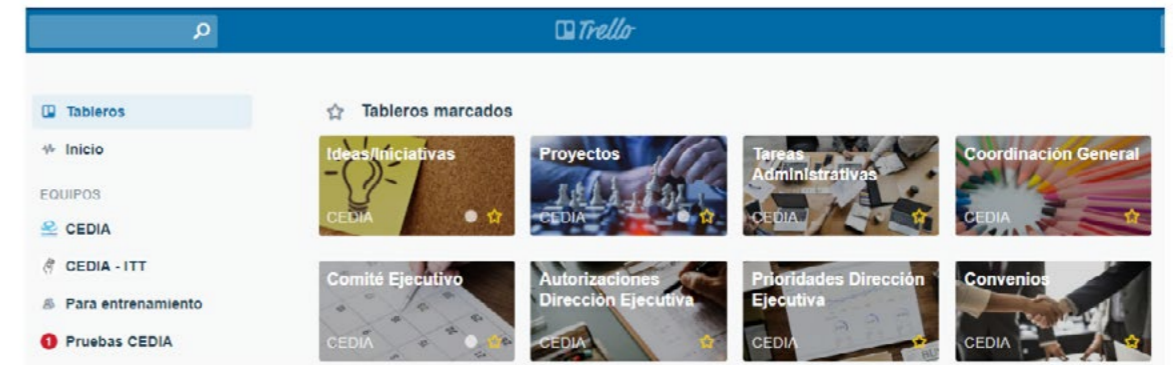 Trello
Tableros
Inicio
EQUIPOS
CEDIA
CEDIA - ITT
Para entrenamiento
1 Pruebas CEDIA
Tableros marcados
Ideas/Iniciativas
CEDIA
Proyectos
CEDIA
Tareas
Administrativas
CEDIA
Coordinación General
CEDIA
Comité Ejecutivo
CEDIA
Autorizaciones
Dirección Ejecutiva
CEDIA
Prioridades Dirección
Ejecutiva
CEDIA
Convenios
CEDIA